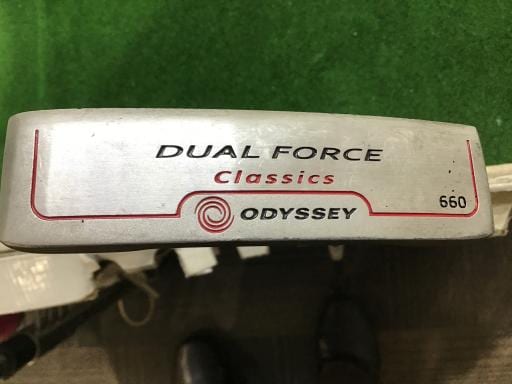 DUAL FORCE
Classics
ODYSSEY
660